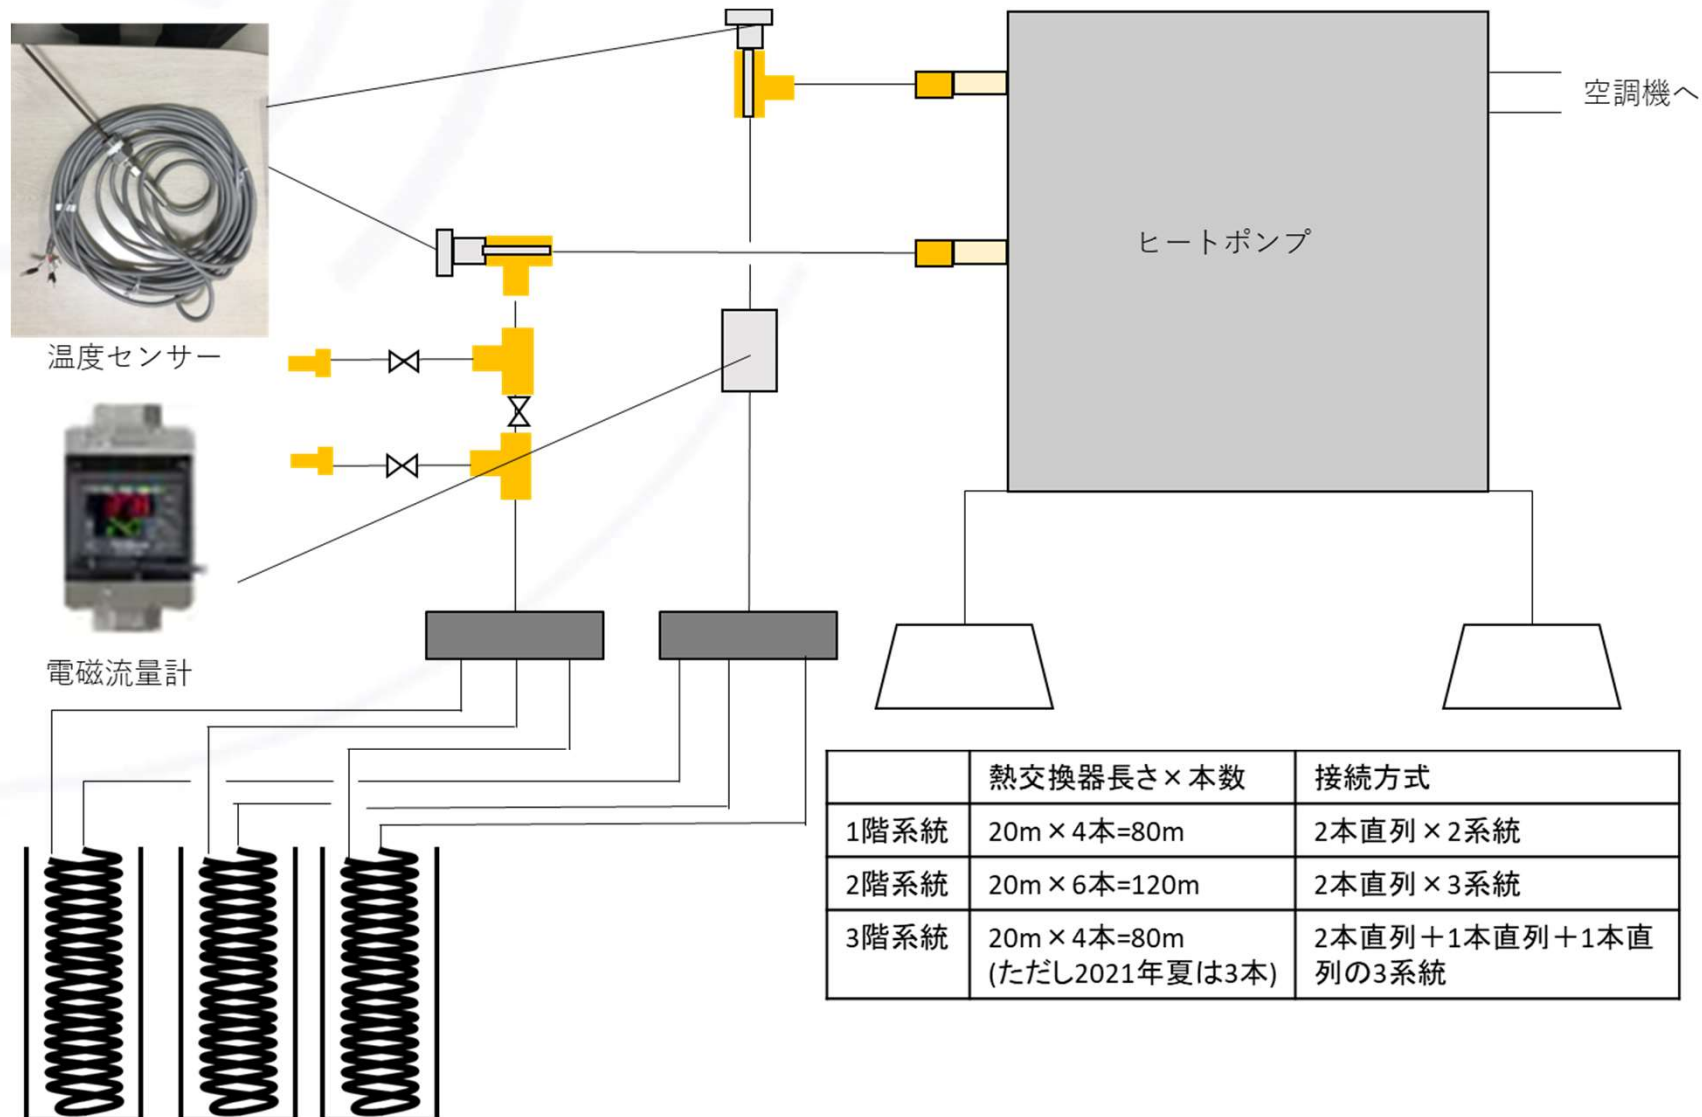 空調機へ
ヒートポンプ
温度センサー
電磁流量計
熱交換器長さ×本数 接続方式
1階系統 20m×4本=80m 2本直列×2系統
2階系統 20m×6本=120m 2本直列×3系統
3階系統 20m×4本=80m 2本直列＋1本直列＋1本直
(ただし2021年夏は3本) 列の3系統